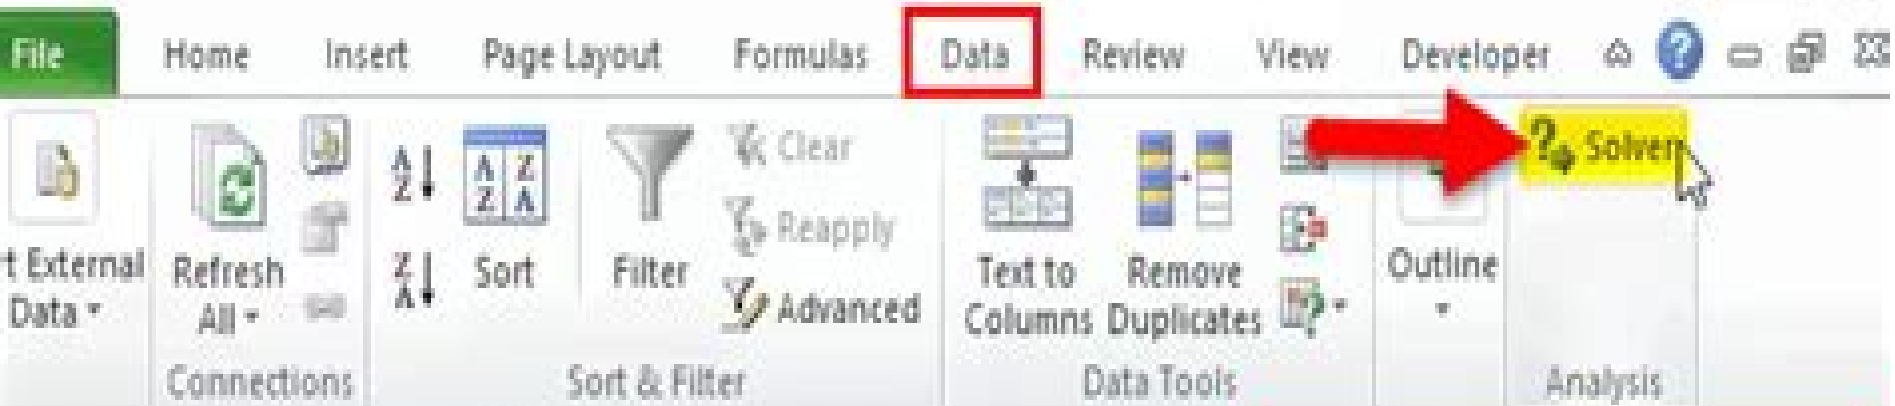 File Home Insert Page Layout Formulas Data Review View Developer
Clear
Solver
Reapply
t External Data
Refresh All
Sort
Filter
Advanced
Text to Columns
Remove Duplicates
Outline
Connections Sort & Filter Data Tools Analysis